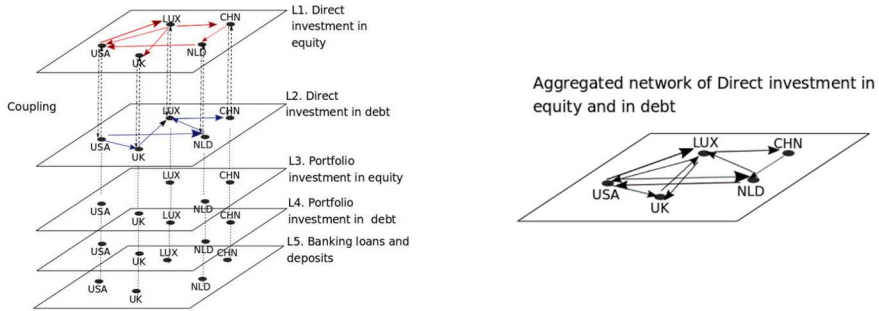 L1. Direct
investment in
equity
LUX
CHN
USA
UK
NLD
Coupling
L2. Direct
investment in debt
LUX
CHN
USA
UK
NLD
L3. Portfolio
investment in equity
LUX
CHN
USA
UK
NLD
L4. Portfolio
investment in debt
LUX
CHN
USA
UK
NLD
L5. Banking loans and
deposits
LUX
CHN
USA
UK
NLD
Aggregated network of Direct investment in
equity and in debt
LUX
CHN
USA
UK
NLD